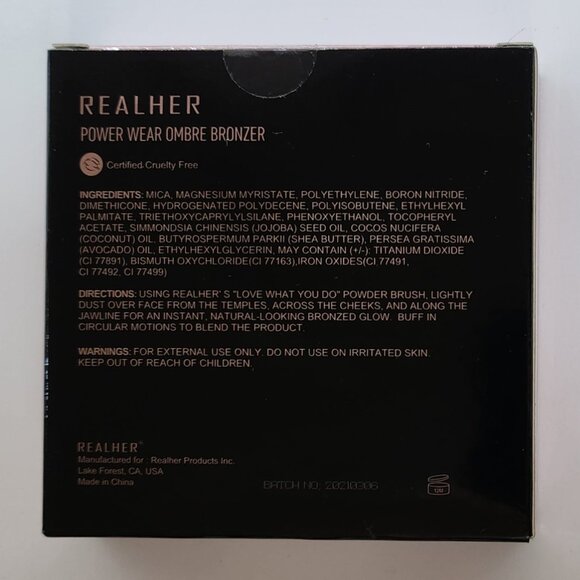 REALHER
POWER WEAR OMBRE BRONZER
Certified Cruelty Free
INGREDIENTS: MICA, MAGNESIUM MYRISTATE, POLYETHYLENE, BORON NITRIDE,
DIMETHICONE, HYDROGENATED POLYDECENE, POLYISOBUTENE, ETHYLHEXYL
PALMITATE, TRIETHOXYCAPRYLYLSILANE, PHENOXYETHANOL, TOCOPHERYL
ACETATE, SIMMONDSIA CHINENSIS (JOJOBA) SEED OIL, COCOS NUCIFERA
(COCONUT) OIL, BUTYROSPERMUM PARKII (SHEA BUTTER), PERSEA GRATISSIMA
(AVOCADO) OIL, ETHYLHEXYLGLYCERIN, MAY CONTAIN (+/-): TITANIUM DIOXIDE
(CI 77891), BISMUTH OXYCHLORIDE(CI 77163),IRON OXIDES(CI 77491,
CI 77492, CI 77499)
DIRECTIONS: USING REALHER' S "LOVE WHAT YOU DO" POWDER BRUSH, LIGHTLY
DUST OVER FACE FROM THE TEMPLES, ACROSS THE CHEEKS, AND ALONG THE
JAWLINE FOR AN INSTANT, NATURAL-LOOKING BRONZED GLOW. BUFF IN
CIRCULAR MOTIONS TO BLEND THE PRODUCT.
WARNINGS: FOR EXTERNAL USE ONLY. DO NOT USE ON IRRITATED SKIN.
KEEP OUT OF REACH OF CHILDREN.
REALHER®
Manufactured for : Realher Products Inc.
Lake Forest, CA, USA
Made in China
BATCH NO. 20210306
12M